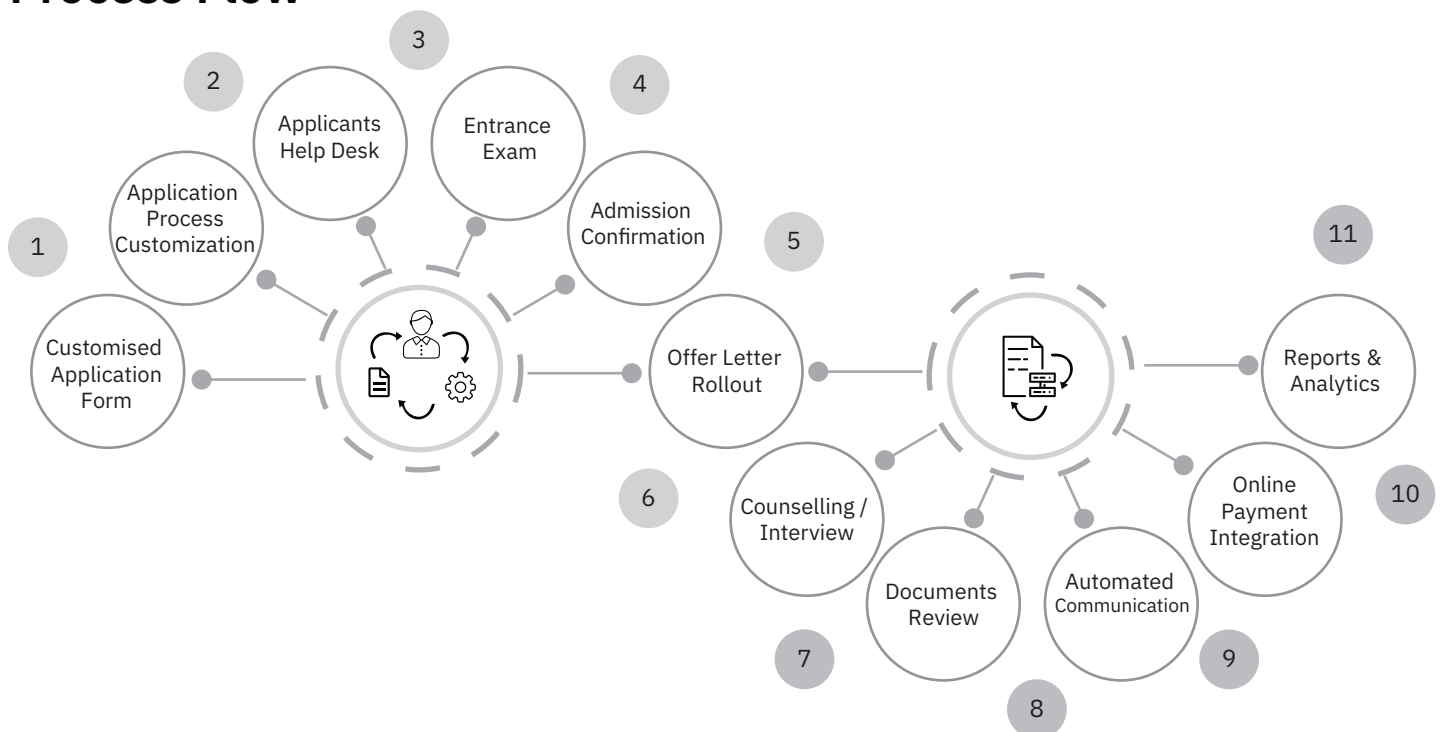 Process Flow
1
Customised
Application
Form
2
Application
Process
Customization
3
Applicants
Help Desk
4
Entrance
Exam
Admission
Confirmation
5
Offer Letter
Rollout
6
Counselling /
Interview
7
Documents
Review
8
Automated
Communication
9
Online
Payment
Integration
10
Reports &
Analytics
11